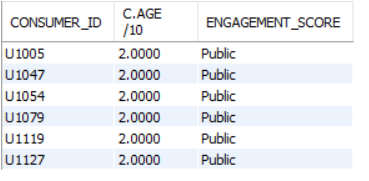 CONSUMER_ID C.AGE /10 ENGAGEMENT_SCORE
U1005 2.0000 Public
U1047 2.0000 Public
U1054 2.0000 Public
U1079 2.0000 Public
U1119 2.0000 Public
U1127 2.0000 Public